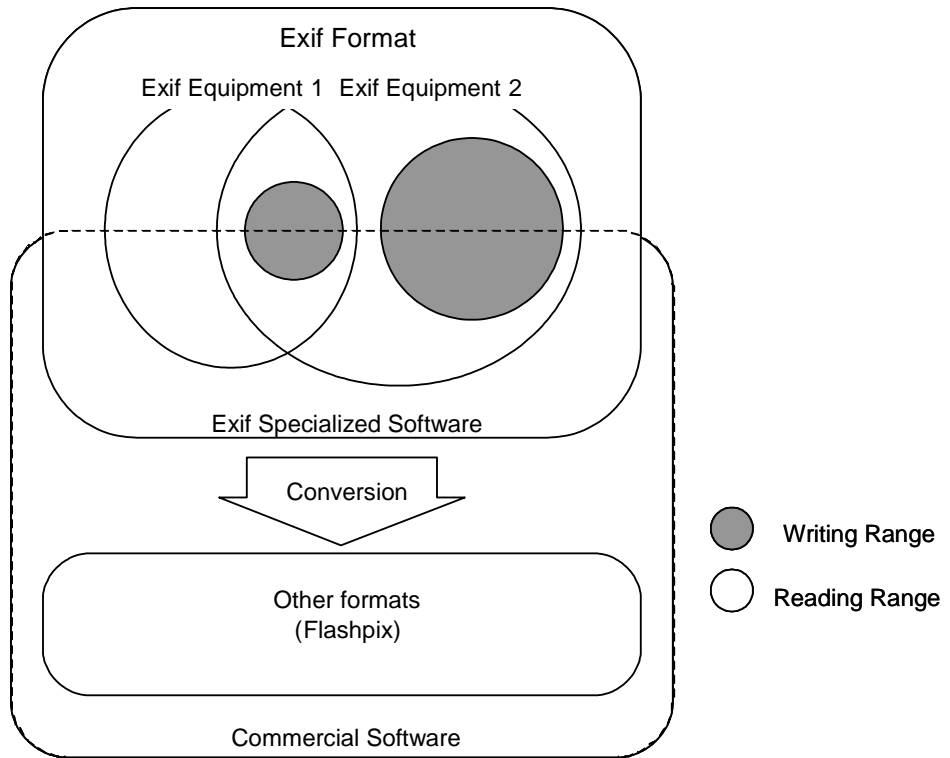 Exif Format
Exif Equipment 1 Exif Equipment 2
Exif Specialized Software
Conversion
Writing Range
Reading Range
Other formats
(Flashpix)
Commercial Software